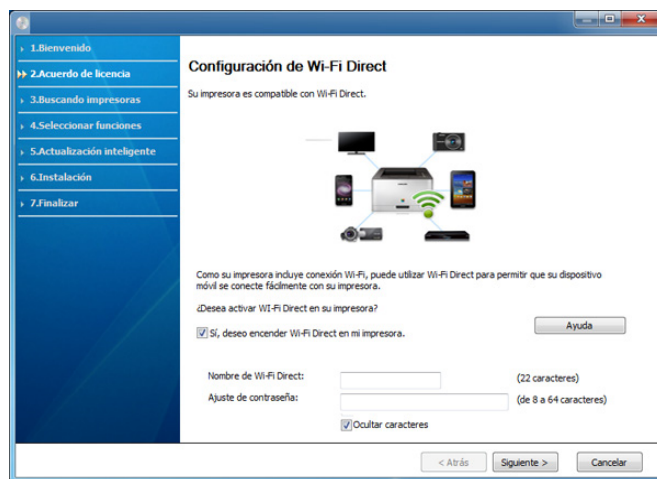 1.Bienvenido
2.Acuerdo de licencia
3.Buscando impresoras
4.Seleccionar funciones
5.Actualización inteligente
6.Instalación
7.Finalizar
Configuración de Wi-Fi Direct
Su impresora es compatible con Wi-Fi Direct.
Como su impresora incluye conexión Wi-Fi, puede utilizar Wi-Fi Direct para permitir que su dispositivo
móvil se conecte fácilmente con su impresora.
¿Desea activar WI-Fi Direct en su impresora?
Sí, deseo encender Wi-Fi Direct en mi impresora.
Ayuda
Nombre de Wi-Fi Direct:
(22 caracteres)
Ajuste de contraseña:
(de 8 a 64 caracteres)
Ocultar caracteres
< Atrás
Siguiente >
Cancelar